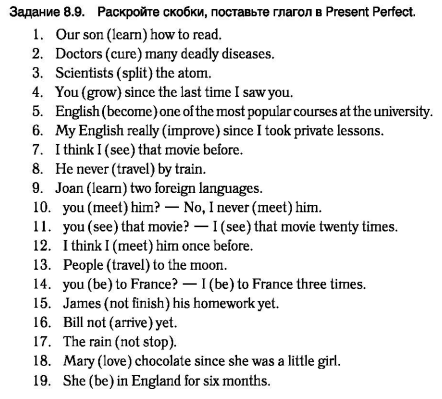 Задание 8.9. Раскройте скобки, поставьте глагол в Present Perfect.
1. Our son (learn) how to read.
2. Doctors (cure) many deadly diseases.
3. Scientists (split) the atom.
4. You (grow) since the last time I saw you.
5. English (become) one of the most popular courses at the university.
6. My English really (improve) since I took private lessons.
7. I think I (see) that movie before.
8. He never (travel) by train.
9. Joan (learn) two foreign languages.
10. you (meet) him? — No, I never (meet) him.
11. you (see) that movie? — I (see) that movie twenty times.
12. I think I (meet) him once before.
13. People (travel) to the moon.
14. you (be) to France? — I (be) to France three times.
15. James (not finish) his homework yet.
16. Bill not (arrive) yet.
17. The rain (not stop).
18. Mary (love) chocolate since she was a little girl.
19. She (be) in England for six months.